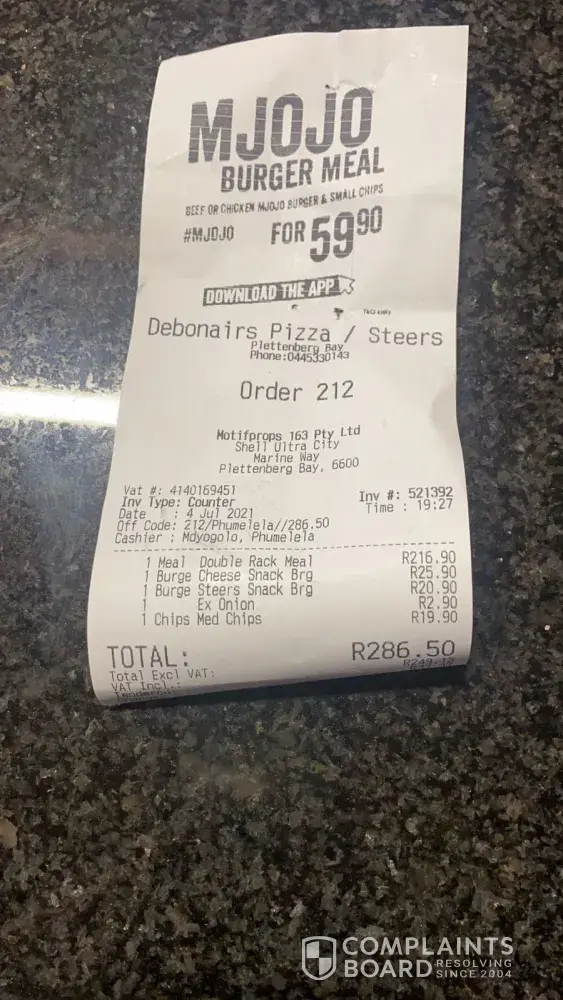 MJOJO
BURGER MEAL
BEEF OR CHICKEN MJOJO BURGER & SMALL CHIPS
#MJOJO FOR 59⁹⁰
DOWNLOAD THE APP
T&Cs apply
Debonairs Pizza / Steers
Plettenberg Bay
Phone:0445330143
Order 212
Motifprops 163 Pty Ltd
Shell Ultra City
Marine Way
Plettenberg Bay, 6600
Vat #: 4140169451
Inv Type: Counter Inv #: 521392
Date : 4 Jul 2021 Time : 19:27
Off Code: 212/Phumelela//286.50
Cashier : Mdyogolo, Phumelela
1 Meal Double Rack Meal R216.90
1 Burge Cheese Snack Brg R25.90
1 Burge Steers Snack Brg R20.90
1 Ex Onion R2.90
1 Chips Med Chips R19.90
TOTAL: R286.50
Total Excl VAT: R249.13
VAT Incl.:
COMPLAINTS
BOARD RESOLVING
SINCE 2004